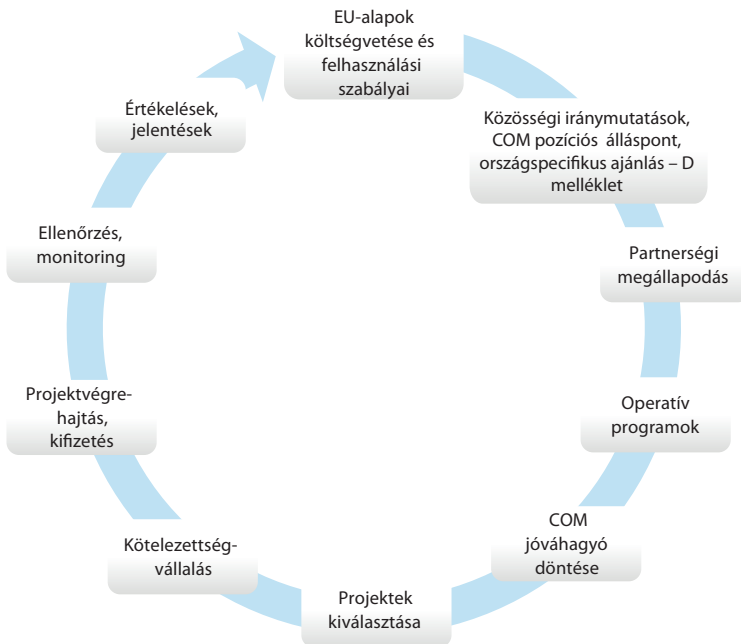 EU-alapok
költségvetése és
felhasználási
szabályai
Közösségi iránymutatások,
COM pozíciós álláspont,
országspecifikus ajánlás – D
melléklet
Partnerségi
megállapodás
Operatív
programok
COM
jóváhagyó
döntése
Projektek
kiválasztása
Kötelezettség-
vállalás
Projektvégre-
hajtás,
kifizetés
Ellenőrzés,
monitoring
Értékelések,
jelentések